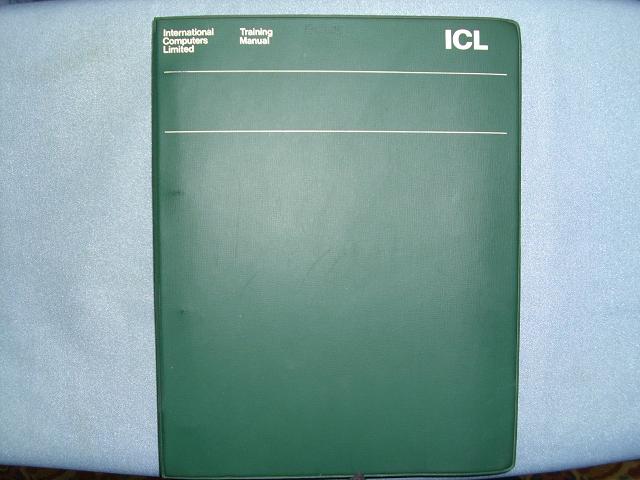 International
Computers
Limited
Training
Manual
ICL